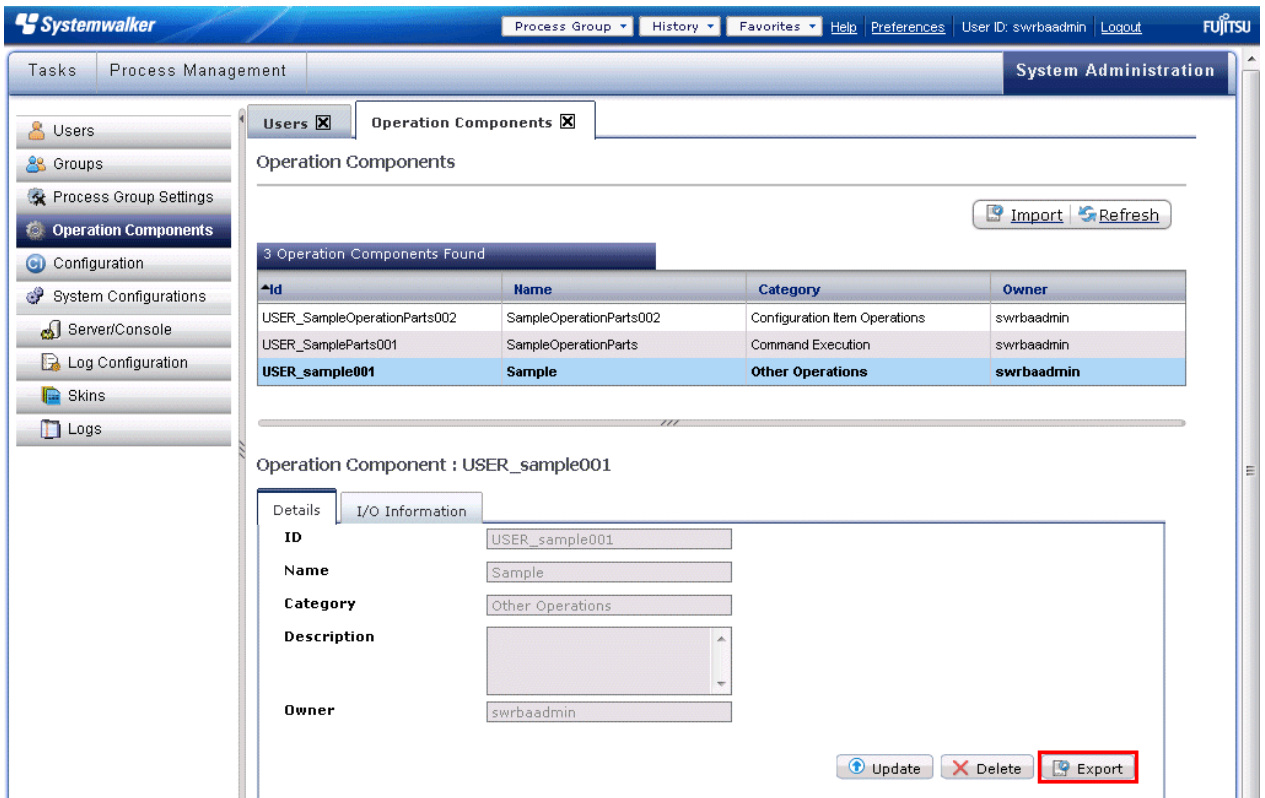 Systemwalker Process Group History Favorites Help Preferences User ID: swrbaadmin Logout FUJITSU
Tasks Process Management System Administration
Users
Groups
Process Group Settings
Operation Components
Configuration
System Configurations
Server/Console
Log Configuration
Skins
Logs
Users Operation Components
Operation Components
Import Refresh
3 Operation Components Found
Id Name Category Owner
USER_SampleOperationParts002 SampleOperationParts002 Configuration Item Operations swrbaadmin
USER_SampleParts001 SampleOperationParts Command Execution swrbaadmin
USER_sample001 Sample Other Operations swrbaadmin
Operation Component : USER_sample001
Details I/O Information
ID USER_sample001
Name Sample
Category Other Operations
Description
Owner swrbaadmin
Update Delete Export